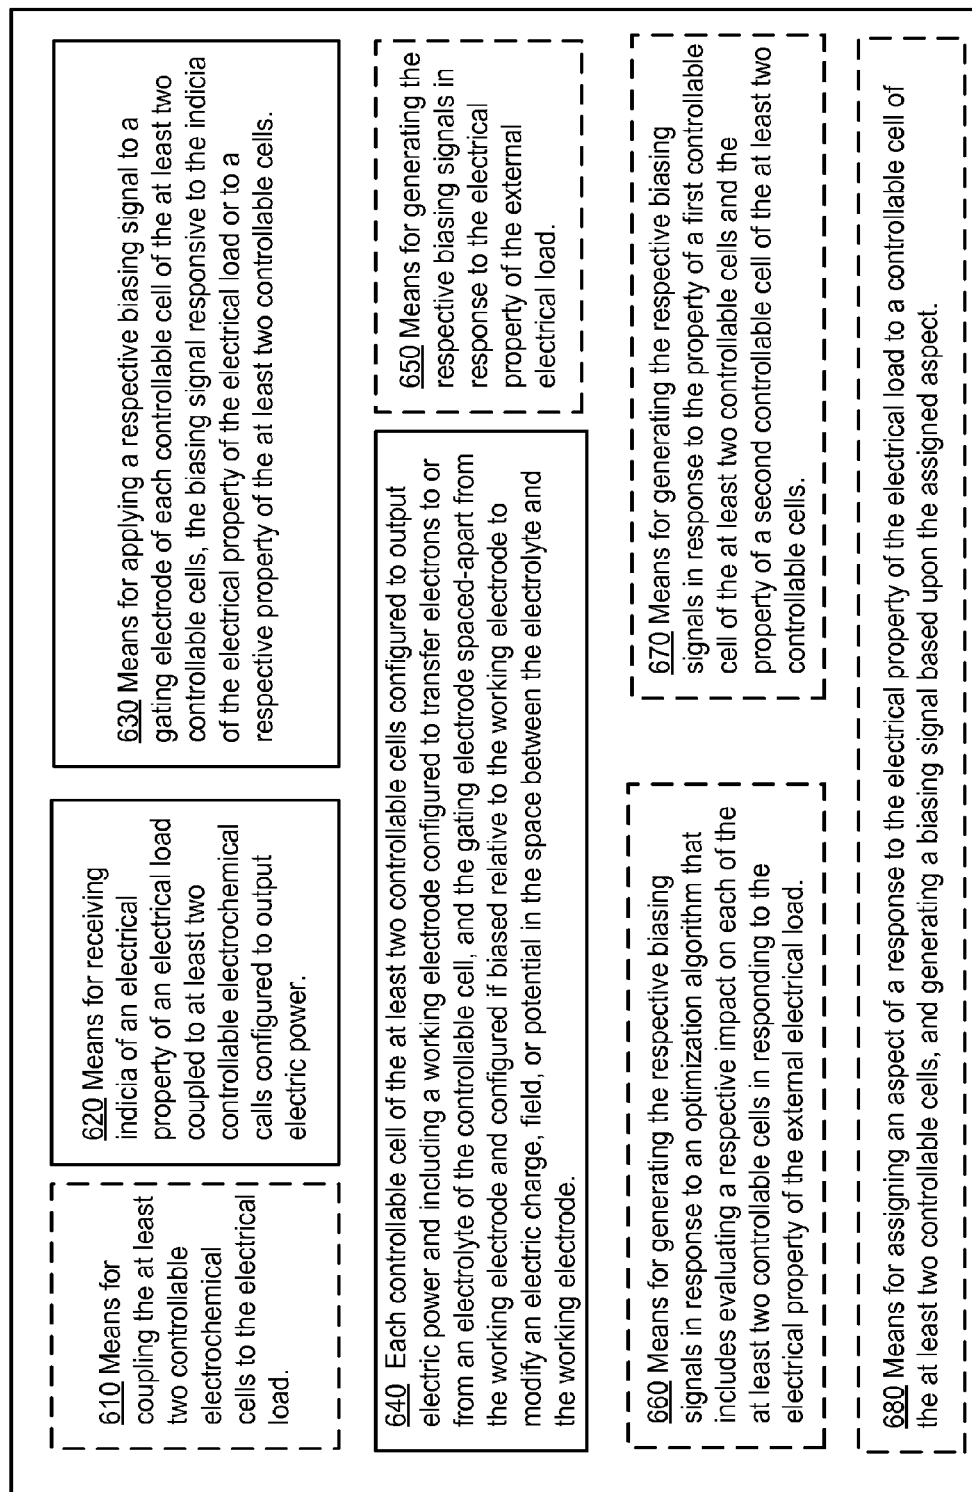 610 Means for
coupling the at least
two controllable
electrochemical
cells to the electrical
load.
620 Means for receiving
indicia of an electrical
property of an electrical load
coupled to at least two
controllable electrochemical
calls configured to output
electric power.
630 Means for applying a respective biasing signal to a
gating electrode of each controllable cell of the at least two
controllable cells, the biasing signal responsive to the indicia
of the electrical property of the electrical load or to a
respective property of the at least two controllable cells.
640 Each controllable cell of the at least two controllable cells configured to output
electric power and including a working electrode configured to transfer electrons to or
from an electrolyte of the controllable cell, and the gating electrode spaced-apart from
the working electrode and configured if biased relative to the working electrode to
modify an electric charge, field, or potential in the space between the electrolyte and
the working electrode.
650 Means for generating the
respective biasing signals in
response to the electrical
property of the external
electrical load.
660 Means for generating the respective biasing
signals in response to an optimization algorithm that
includes evaluating a respective impact on each of the
at least two controllable cells in responding to the
electrical property of the external electrical load.
670 Means for generating the respective biasing
signals in response to the property of a first controllable
cell of the at least two controllable cells and the
property of a second controllable cell of the at least two
controllable cells.
680 Means for assigning an aspect of a response to the electrical property of the electrical load to a controllable cell of
the at least two controllable cells, and generating a biasing signal based upon the assigned aspect.